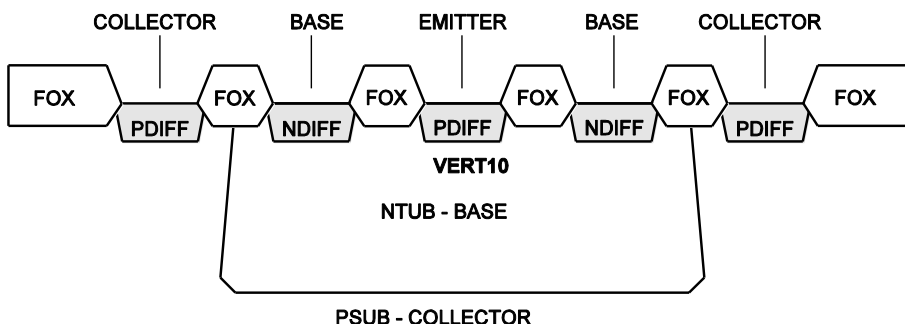 COLLECTOR BASE EMITTER BASE COLLECTOR
FOX FOX FOX FOX FOX FOX
PDIFF NDIFF PDIFF NDIFF PDIFF
VERT10
NTUB - BASE
PSUB - COLLECTOR